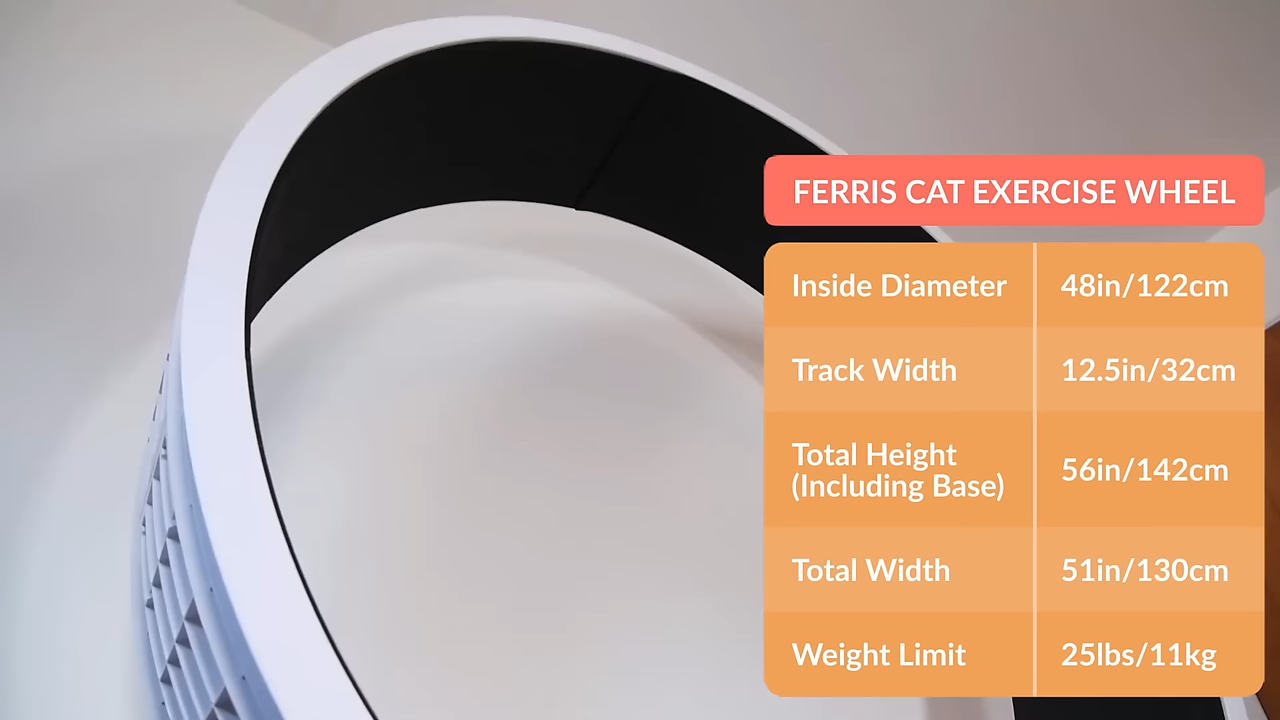 FERRIS CAT EXERCISE WHEEL
Inside Diameter 48in/122cm
Track Width 12.5in/32cm
Total Height
(Including Base) 56in/142cm
Total Width 51in/130cm
Weight Limit 25lbs/11kg